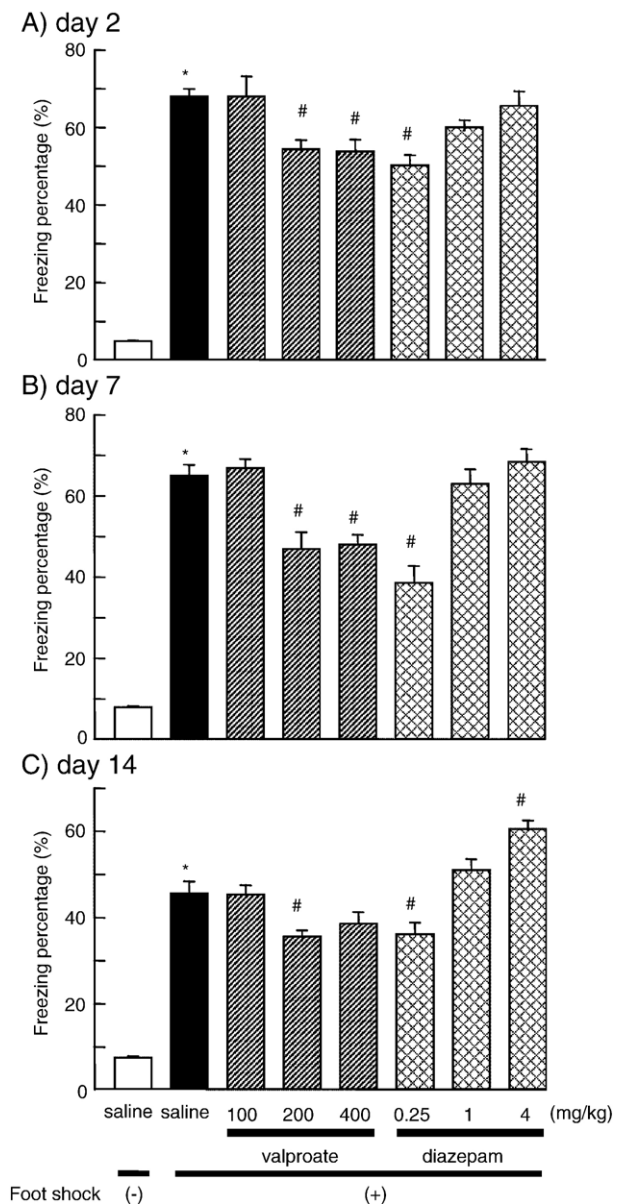 A) day 2
80
60
40
20
0
Freezing percentage (%)
*
#
#
#
B) day 7
80
60
40
20
0
Freezing percentage (%)
*
#
#
#
C) day 14
60
40
20
0
Freezing percentage (%)
*
#
#
#
saline saline 100 200 400 0.25 1 4 (mg/kg)
valproate diazepam
Foot shock (-) (+)